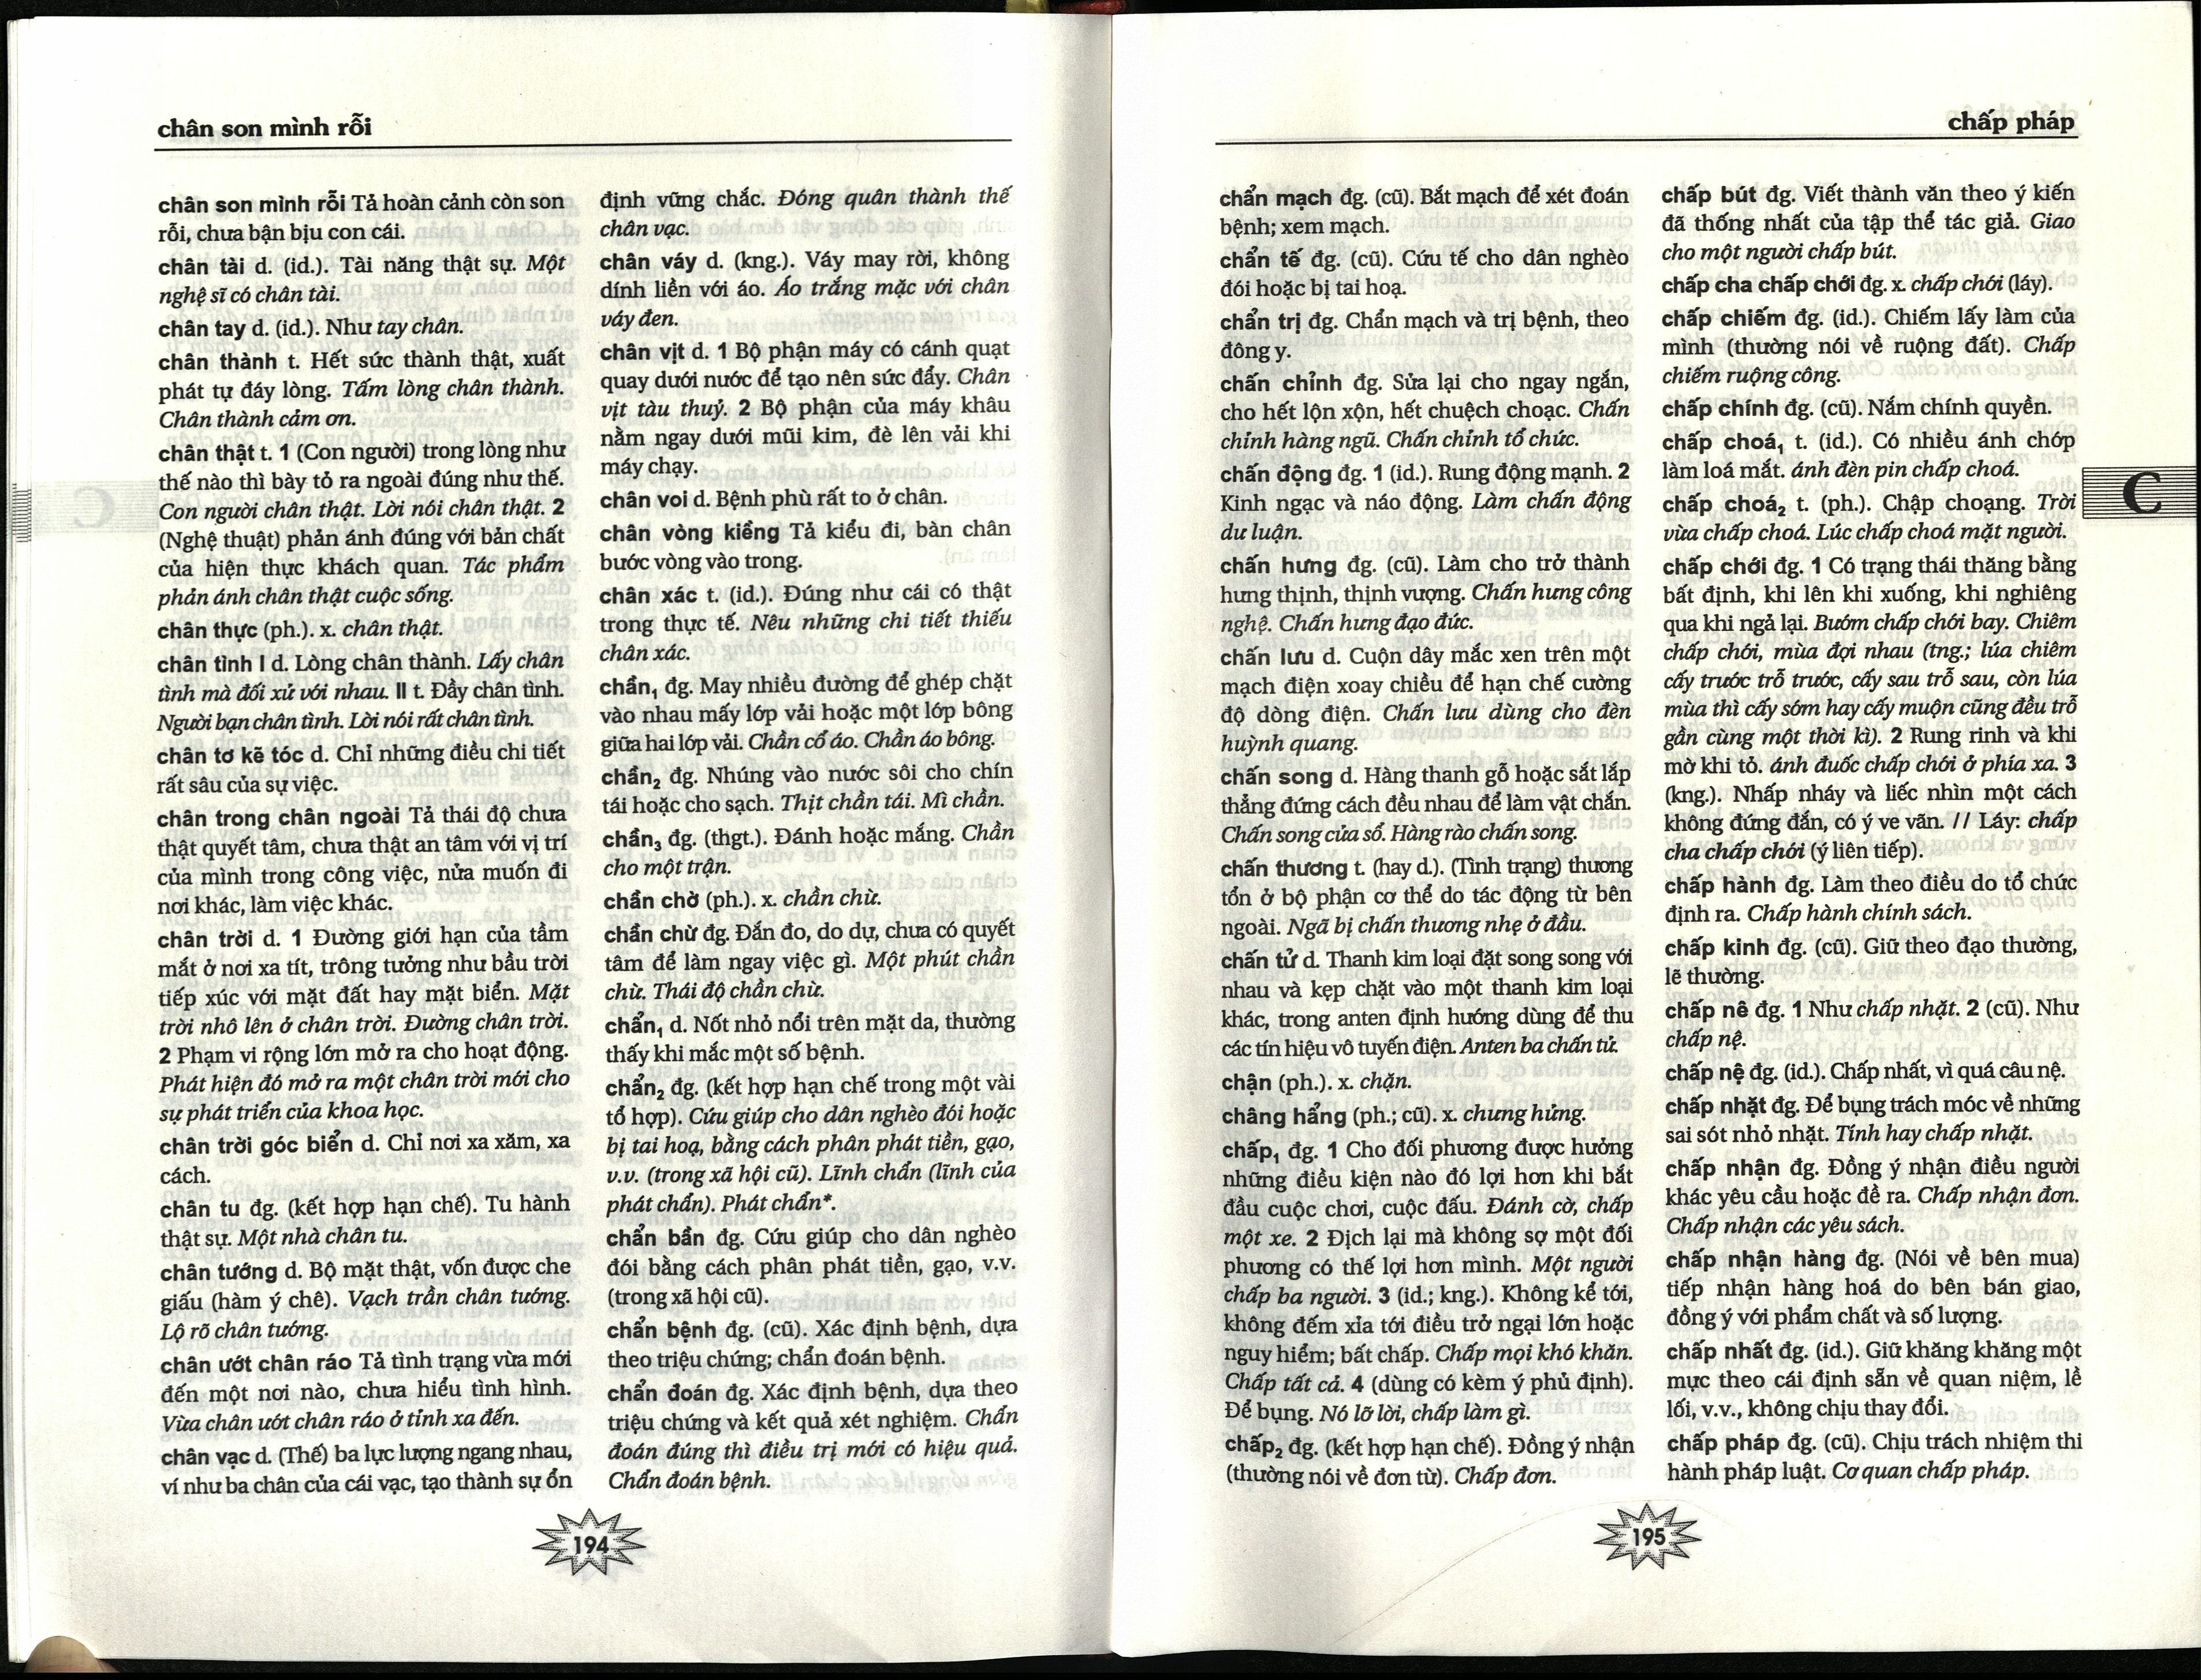 chân son mình rỗi
chân son mình rỗi Tả hoàn cảnh còn son
rỗi, chưa bận bịu con cái.
chân tài d. (id.). Tài năng thật sự. Một
nghệ sĩ có chân tài.
chân tay d. (id.). Như tay chân.
chân thành t. Hết sức thành thật, xuất
phát tự đáy lòng. Tấm lòng chân thành.
Chân thành cảm ơn.
chân thật t. 1 (Con người) trong lòng như
thế nào thì bày tỏ ra ngoài đúng như thế.
Con người chân thật. Lời nói chân thật. 2
(Nghệ thuật) phản ánh đúng với bản chất
của hiện thực khách quan. Tác phẩm
phản ánh chân thật cuộc sống.
chân thực (ph.). x. chân thật.
chân tình I d. Lòng chân thành. Lấy chân
tình mà đối xử với nhau. II t. Đầy chân tình.
Người bạn chân tình. Lời nói rất chân tình.
chân tơ kẽ tóc d. Chỉ những điều chi tiết
rất sâu của sự việc.
chân trong chân ngoài Tả thái độ chưa
thật quyết tâm, chưa thật an tâm với vị trí
của mình trong công việc, nửa muốn đi
nơi khác, làm việc khác.
chân trời d. 1 Đường giới hạn của tầm
mắt ở nơi xa tít, trông tưởng như bầu trời
tiếp xúc với mặt đất hay mặt biển. Mặt
trời nhô lên ở chân trời. Đường chân trời.
2 Phạm vi rộng lớn mở ra cho hoạt động.
Phát hiện đó mở ra một chân trời mới cho
sự phát triển của khoa học.
chân trời góc biển d. Chỉ nơi xa xăm, xa
cách.
chân tu đg. (kết hợp hạn chế). Tu hành
thật sự. Một nhà chân tu.
chân tướng d. Bộ mặt thật, vốn được che
giấu (hàm ý chê). Vạch trần chân tướng.
Lộ rõ chân tướng.
chân ướt chân ráo Tả tình trạng vừa mới
đến một nơi nào, chưa hiểu tình hình.
Vừa chân ướt chân ráo ở tỉnh xa đến.
chân vạc d. (Thế) ba lực lượng ngang nhau,
ví như ba chân của cái vạc, tạo thành sự ổn
định vững chắc. Đóng quân thành thế
chân vạc.
chân váy d. (kng.). Váy may rời, không
dính liền với áo. Áo trắng mặc với chân
váy đen.
chân vịt d. 1 Bộ phận máy có cánh quạt
quay dưới nước để tạo nên sức đẩy. Chân
vịt tàu thuỷ. 2 Bộ phận của máy khâu
nằm ngay dưới mũi kim, đè lên vải khi
máy chạy.
chân voi d. Bệnh phù rất to ở chân.
chân vòng kiềng Tả kiểu đi, bàn chân
bước vòng vào trong.
chân xác t. (id.). Đúng như cái có thật
trong thực tế. Nêu những chi tiết thiếu
chân xác.
chần₁ đg. May nhiều đường để ghép chặt
vào nhau mấy lớp vải hoặc một lớp bông
giữa hai lớp vải. Chần cổ áo. Chần áo bông.
chần₂ đg. Nhúng vào nước sôi cho chín
tái hoặc cho sạch. Thịt chần tái. Mì chần.
chần₃ đg. (thgt.). Đánh hoặc mắng. Chần
cho một trận.
chần chờ (ph.). x. chần chừ.
chần chừ đg. Đắn đo, do dự, chưa có quyết
tâm để làm ngay việc gì. Một phút chần
chừ. Thái độ chần chừ.
chẩn₁ d. Nốt nhỏ nổi trên mặt da, thường
thấy khi mắc một số bệnh.
chẩn₂ đg. (kết hợp hạn chế trong một vài
tổ hợp). Cứu giúp cho dân nghèo đói hoặc
bị tai hoạ, bằng cách phân phát tiền, gạo,
v.v. (trong xã hội cũ). Lĩnh chẩn (lĩnh của
phát chẩn). Phát chẩn*.
chẩn bần đg. Cứu giúp cho dân nghèo
đói bằng cách phân phát tiền, gạo, v.v.
(trong xã hội cũ).
chẩn bệnh đg. (cũ). Xác định bệnh, dựa
theo triệu chứng; chẩn đoán bệnh.
chẩn đoán đg. Xác định bệnh, dựa theo
triệu chứng và kết quả xét nghiệm. Chẩn
đoán đúng thì điều trị mới có hiệu quả.
Chẩn đoán bệnh.
194
chấp pháp
chẩn mạch đg. (cũ). Bắt mạch để xét đoán
bệnh; xem mạch.
chẩn tế đg. (cũ). Cứu tế cho dân nghèo
đói hoặc bị tai hoạ.
chẩn trị đg. Chẩn mạch và trị bệnh, theo
đông y.
chấn chỉnh đg. Sửa lại cho ngay ngắn,
cho hết lộn xộn, hết chuệch choạc. Chấn
chỉnh hàng ngũ. Chấn chỉnh tổ chức.
chấn động đg. 1 (id.). Rung động mạnh. 2
Kinh ngạc và náo động. Làm chấn động
dư luận.
chấn hưng đg. (cũ). Làm cho trở thành
hưng thịnh, thịnh vượng. Chấn hưng công
nghệ. Chấn hưng đạo đức.
chấn lưu d. Cuộn dây mắc xen trên một
mạch điện xoay chiều để hạn chế cường
độ dòng điện. Chấn lưu dùng cho đèn
huỳnh quang.
chấn song d. Hàng thanh gỗ hoặc sắt lắp
thẳng đứng cách đều nhau để làm vật chắn.
Chấn song cửa sổ. Hàng rào chấn song.
chấn thương t. (hay d.). (Tình trạng) thương
tổn ở bộ phận cơ thể do tác động từ bên
ngoài. Ngã bị chấn thương nhẹ ở đầu.
chấn tử d. Thanh kim loại đặt song song với
nhau và kẹp chặt vào một thanh kim loại
khác, trong anten định hướng dùng để thu
các tín hiệu vô tuyến điện. Anten ba chấn tử.
chận (ph.). x. chặn.
châng hẩng (ph.; cũ). x. chưng hửng.
chấp₁ đg. 1 Cho đối phương được hưởng
những điều kiện nào đó lợi hơn khi bắt
đầu cuộc chơi, cuộc đấu. Đánh cờ, chấp
một xe. 2 Địch lại mà không sợ một đối
phương có thế lợi hơn mình. Một người
chấp ba người. 3 (id.; kng.). Không kể tới,
không đếm xỉa tới điều trở ngại lớn hoặc
nguy hiểm; bất chấp. Chấp mọi khó khăn.
Chấp tất cả. 4 (dùng có kèm ý phủ định).
Để bụng. Nó lỡ lời, chấp làm gì.
chấp₂ đg. (kết hợp hạn chế). Đồng ý nhận
(thường nói về đơn từ). Chấp đơn.
chấp bút đg. Viết thành văn theo ý kiến
đã thống nhất của tập thể tác giả. Giao
cho một người chấp bút.
chấp cha chấp chới đg. x. chấp chới (láy).
chấp chiếm đg. (id.). Chiếm lấy làm của
mình (thường nói về ruộng đất). Chấp
chiếm ruộng công.
chấp chính đg. (cũ). Nắm chính quyền.
chấp choá₁ t. (id.). Có nhiều ánh chớp
làm loá mắt. ánh đèn pin chấp choá.
chấp choá₂ t. (ph.). Chập choạng. Trời
vừa chấp choá. Lúc chấp choá mặt người.
chấp chới đg. 1 Có trạng thái thăng bằng
bất định, khi lên khi xuống, khi nghiêng
qua khi ngả lại. Bướm chấp chới bay. Chiêm
chấp chới, mùa đợi nhau (tng.; lúa chiêm
cấy trước trỗ trước, cấy sau trỗ sau, còn lúa
mùa thì cấy sớm hay cấy muộn cũng đều trỗ
gần cùng một thời kì). 2 Rung rinh và khi
mờ khi tỏ. ánh đuốc chấp chới ở phía xa. 3
(kng.). Nhấp nháy và liếc nhìn một cách
không đứng đắn, có ý ve vãn. // Láy: chấp
cha chấp chới (ý liên tiếp).
chấp hành đg. Làm theo điều do tổ chức
định ra. Chấp hành chính sách.
chấp kinh đg. (cũ). Giữ theo đạo thường,
lẽ thường.
chấp nê đg. 1 Như chấp nhặt. 2 (cũ). Như
chấp nệ.
chấp nệ đg. (id.). Chấp nhất, vì quá câu nệ.
chấp nhặt đg. Để bụng trách móc về những
sai sót nhỏ nhặt. Tính hay chấp nhặt.
chấp nhận đg. Đồng ý nhận điều người
khác yêu cầu hoặc đề ra. Chấp nhận đơn.
Chấp nhận các yêu sách.
chấp nhận hàng đg. (Nói về bên mua)
tiếp nhận hàng hoá do bên bán giao,
đồng ý với phẩm chất và số lượng.
chấp nhất đg. (id.). Giữ khăng khăng một
mực theo cái định sẵn về quan niệm, lề
lối, v.v., không chịu thay đổi.
chấp pháp đg. (cũ). Chịu trách nhiệm thi
hành pháp luật. Cơ quan chấp pháp.
C
195